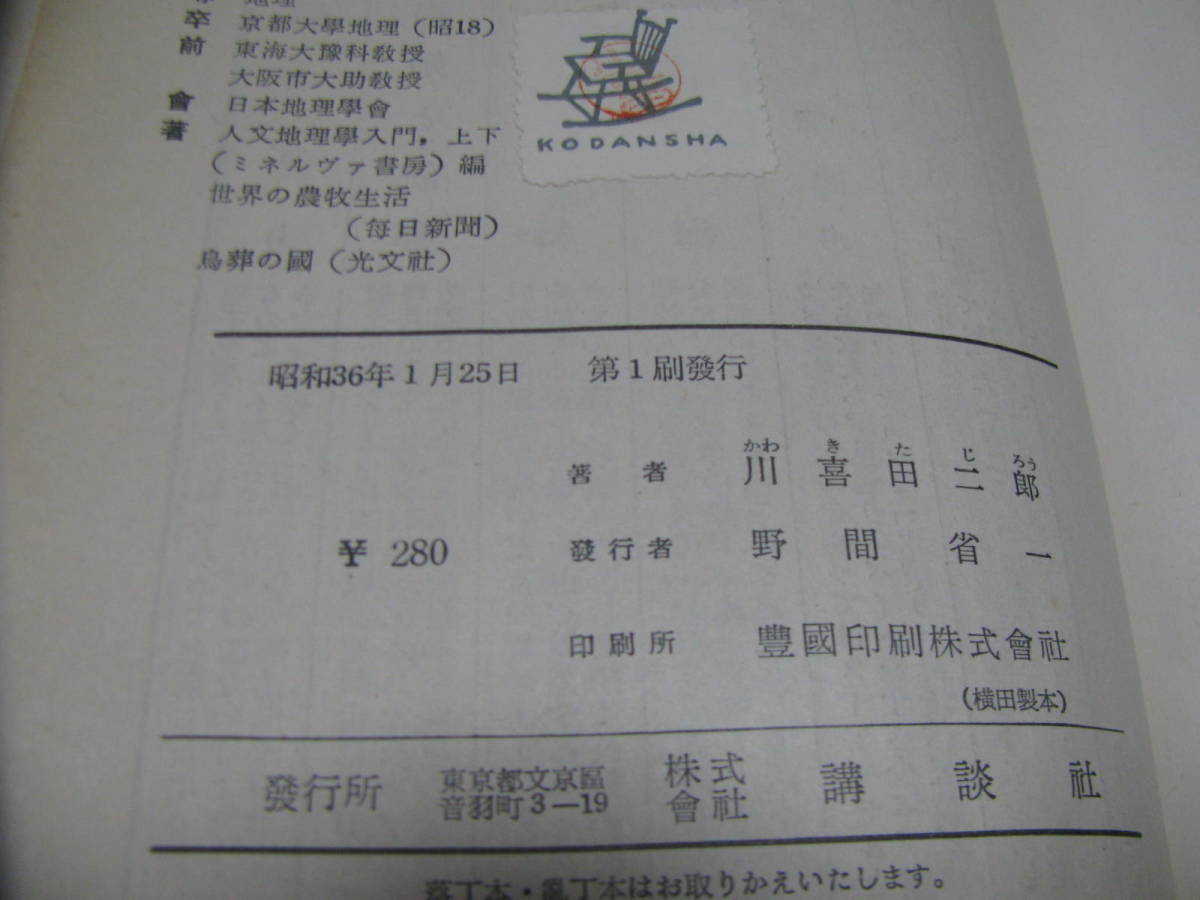 地理
卒 京都大學地理(昭18)
前 東海大豫科教授
大阪市大助教授
會 日本地理學會
著 人文地理學入門，上下
(ミネルヴァ書房)編
世界の農牧生活
(每日新聞)
鳥葬の國(光文社)
KODANSHA
昭和36年1月25日 第1刷發行
著者 川喜田二郎
かわ き た じ ろう
¥ 280
發行者 野間省一
印刷所 豐國印刷株式會社
(横田製本)
發行所 東京都文京區音羽町3—19 株式會社 講談社
落丁本・亂丁本はお取りかえいたします。